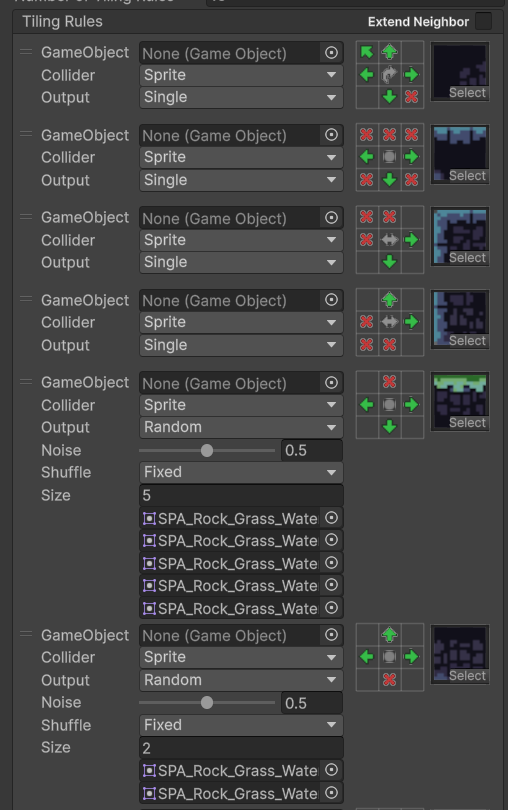 Tiling Rules Extend Neighbor
GameObject None (Game Object)
Collider Sprite Select
Output Single
GameObject None (Game Object)
Collider Sprite
Output Single Select
GameObject None (Game Object)
Collider Sprite
Output Single Select
GameObject None (Game Object)
Collider Sprite
Output Single Select
GameObject None (Game Object)
Collider Sprite
Output Random Select
Noise 0.5
Shuffle Fixed
Size 5
SPA_Rock_Grass_Wate
SPA_Rock_Grass_Wate
SPA_Rock_Grass_Wate
SPA_Rock_Grass_Wate
SPA_Rock_Grass_Wate
GameObject None (Game Object)
Collider Sprite
Output Random Select
Noise 0.5
Shuffle Fixed
Size 2
SPA_Rock_Grass_Wate
SPA_Rock_Grass_Wate